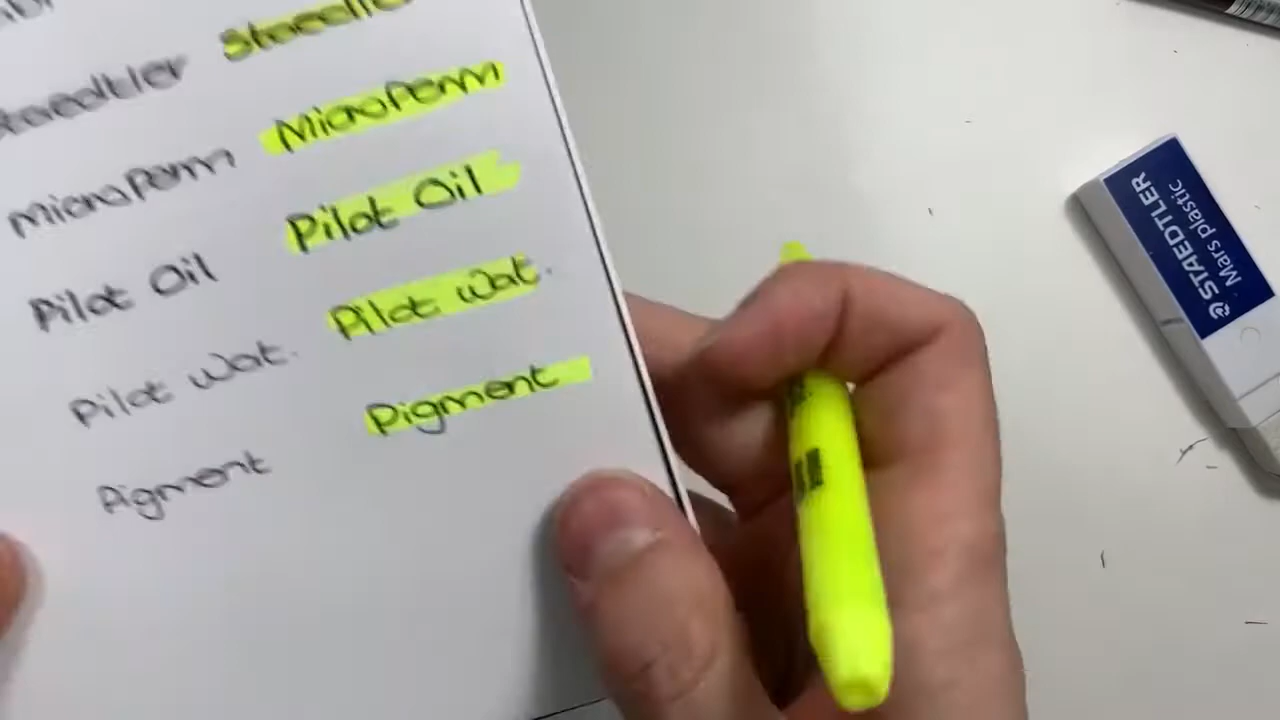 Staedtler Staedtler
Microperm Microperm
Pilot Oil Pilot Oil
Pilot Wat. Pilot Wat.
Pigment Pigment
STAEDTLER
Mars plastic